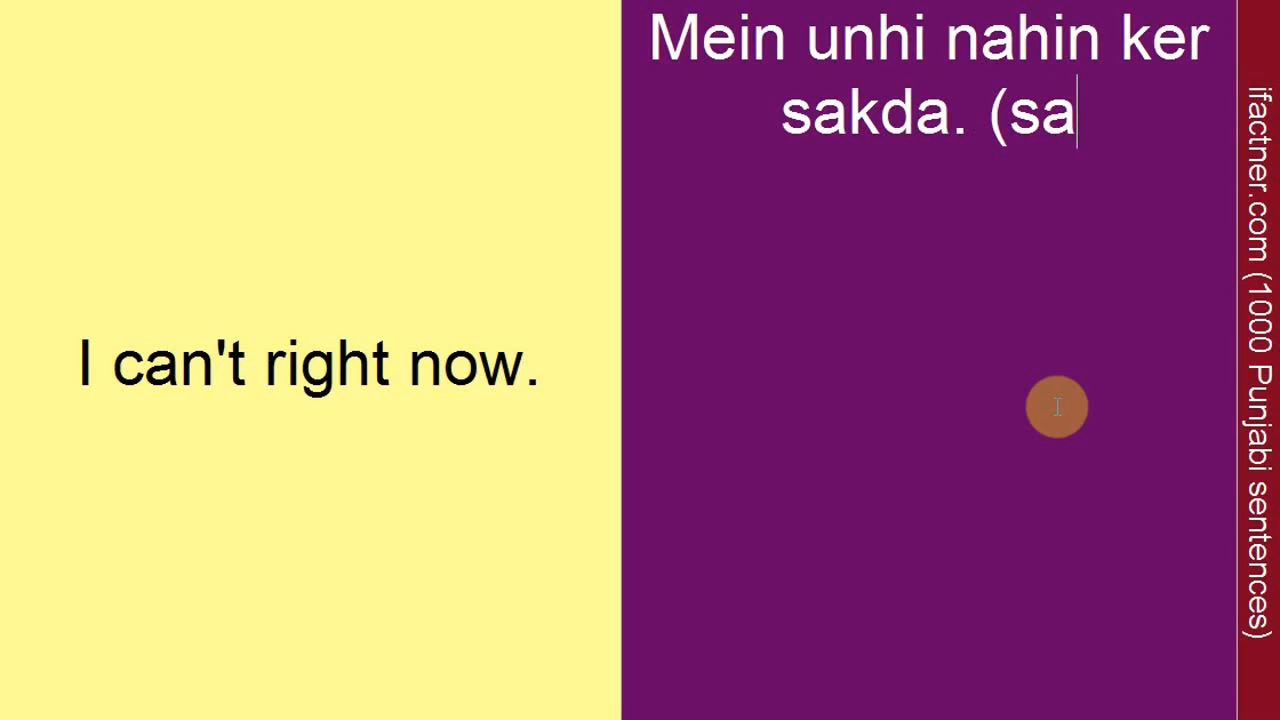 I can't right now.
Mein unhi nahin ker
sakda. (sa
ifactner.com (1000 Punjabi sentences)